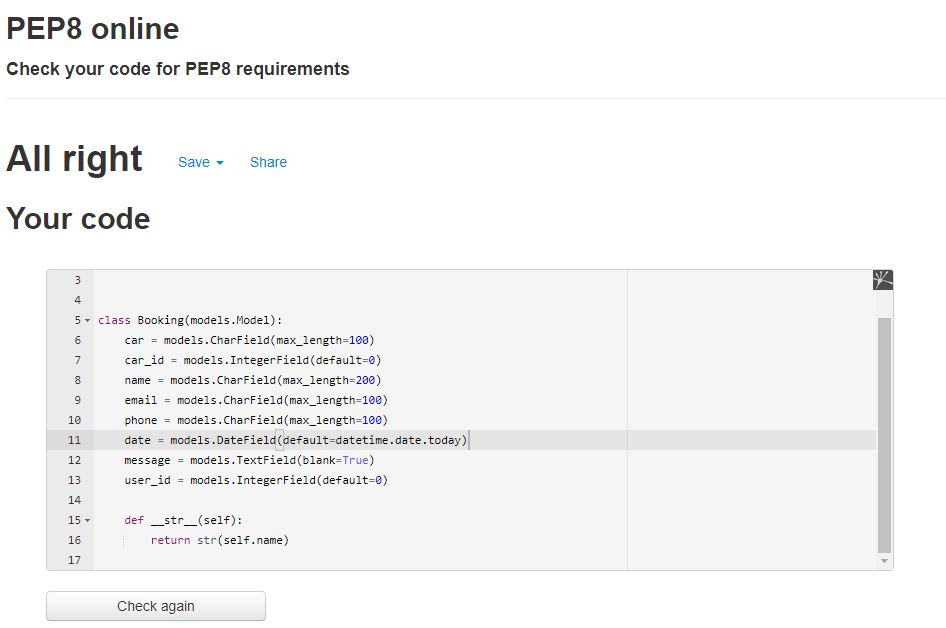 PEP8 online
Check your code for PEP8 requirements
All right Save Share
Your code
3
4
5 class Booking(models.Model):
6     car = models.CharField(max_length=100)
7     car_id = models.IntegerField(default=0)
8     name = models.CharField(max_length=200)
9     email = models.CharField(max_length=100)
10     phone = models.CharField(max_length=100)
11     date = models.DateField(default=datetime.date.today)
12     message = models.TextField(blank=True)
13     user_id = models.IntegerField(default=0)
14
15     def __str__(self):
16         return str(self.name)
17
Check again